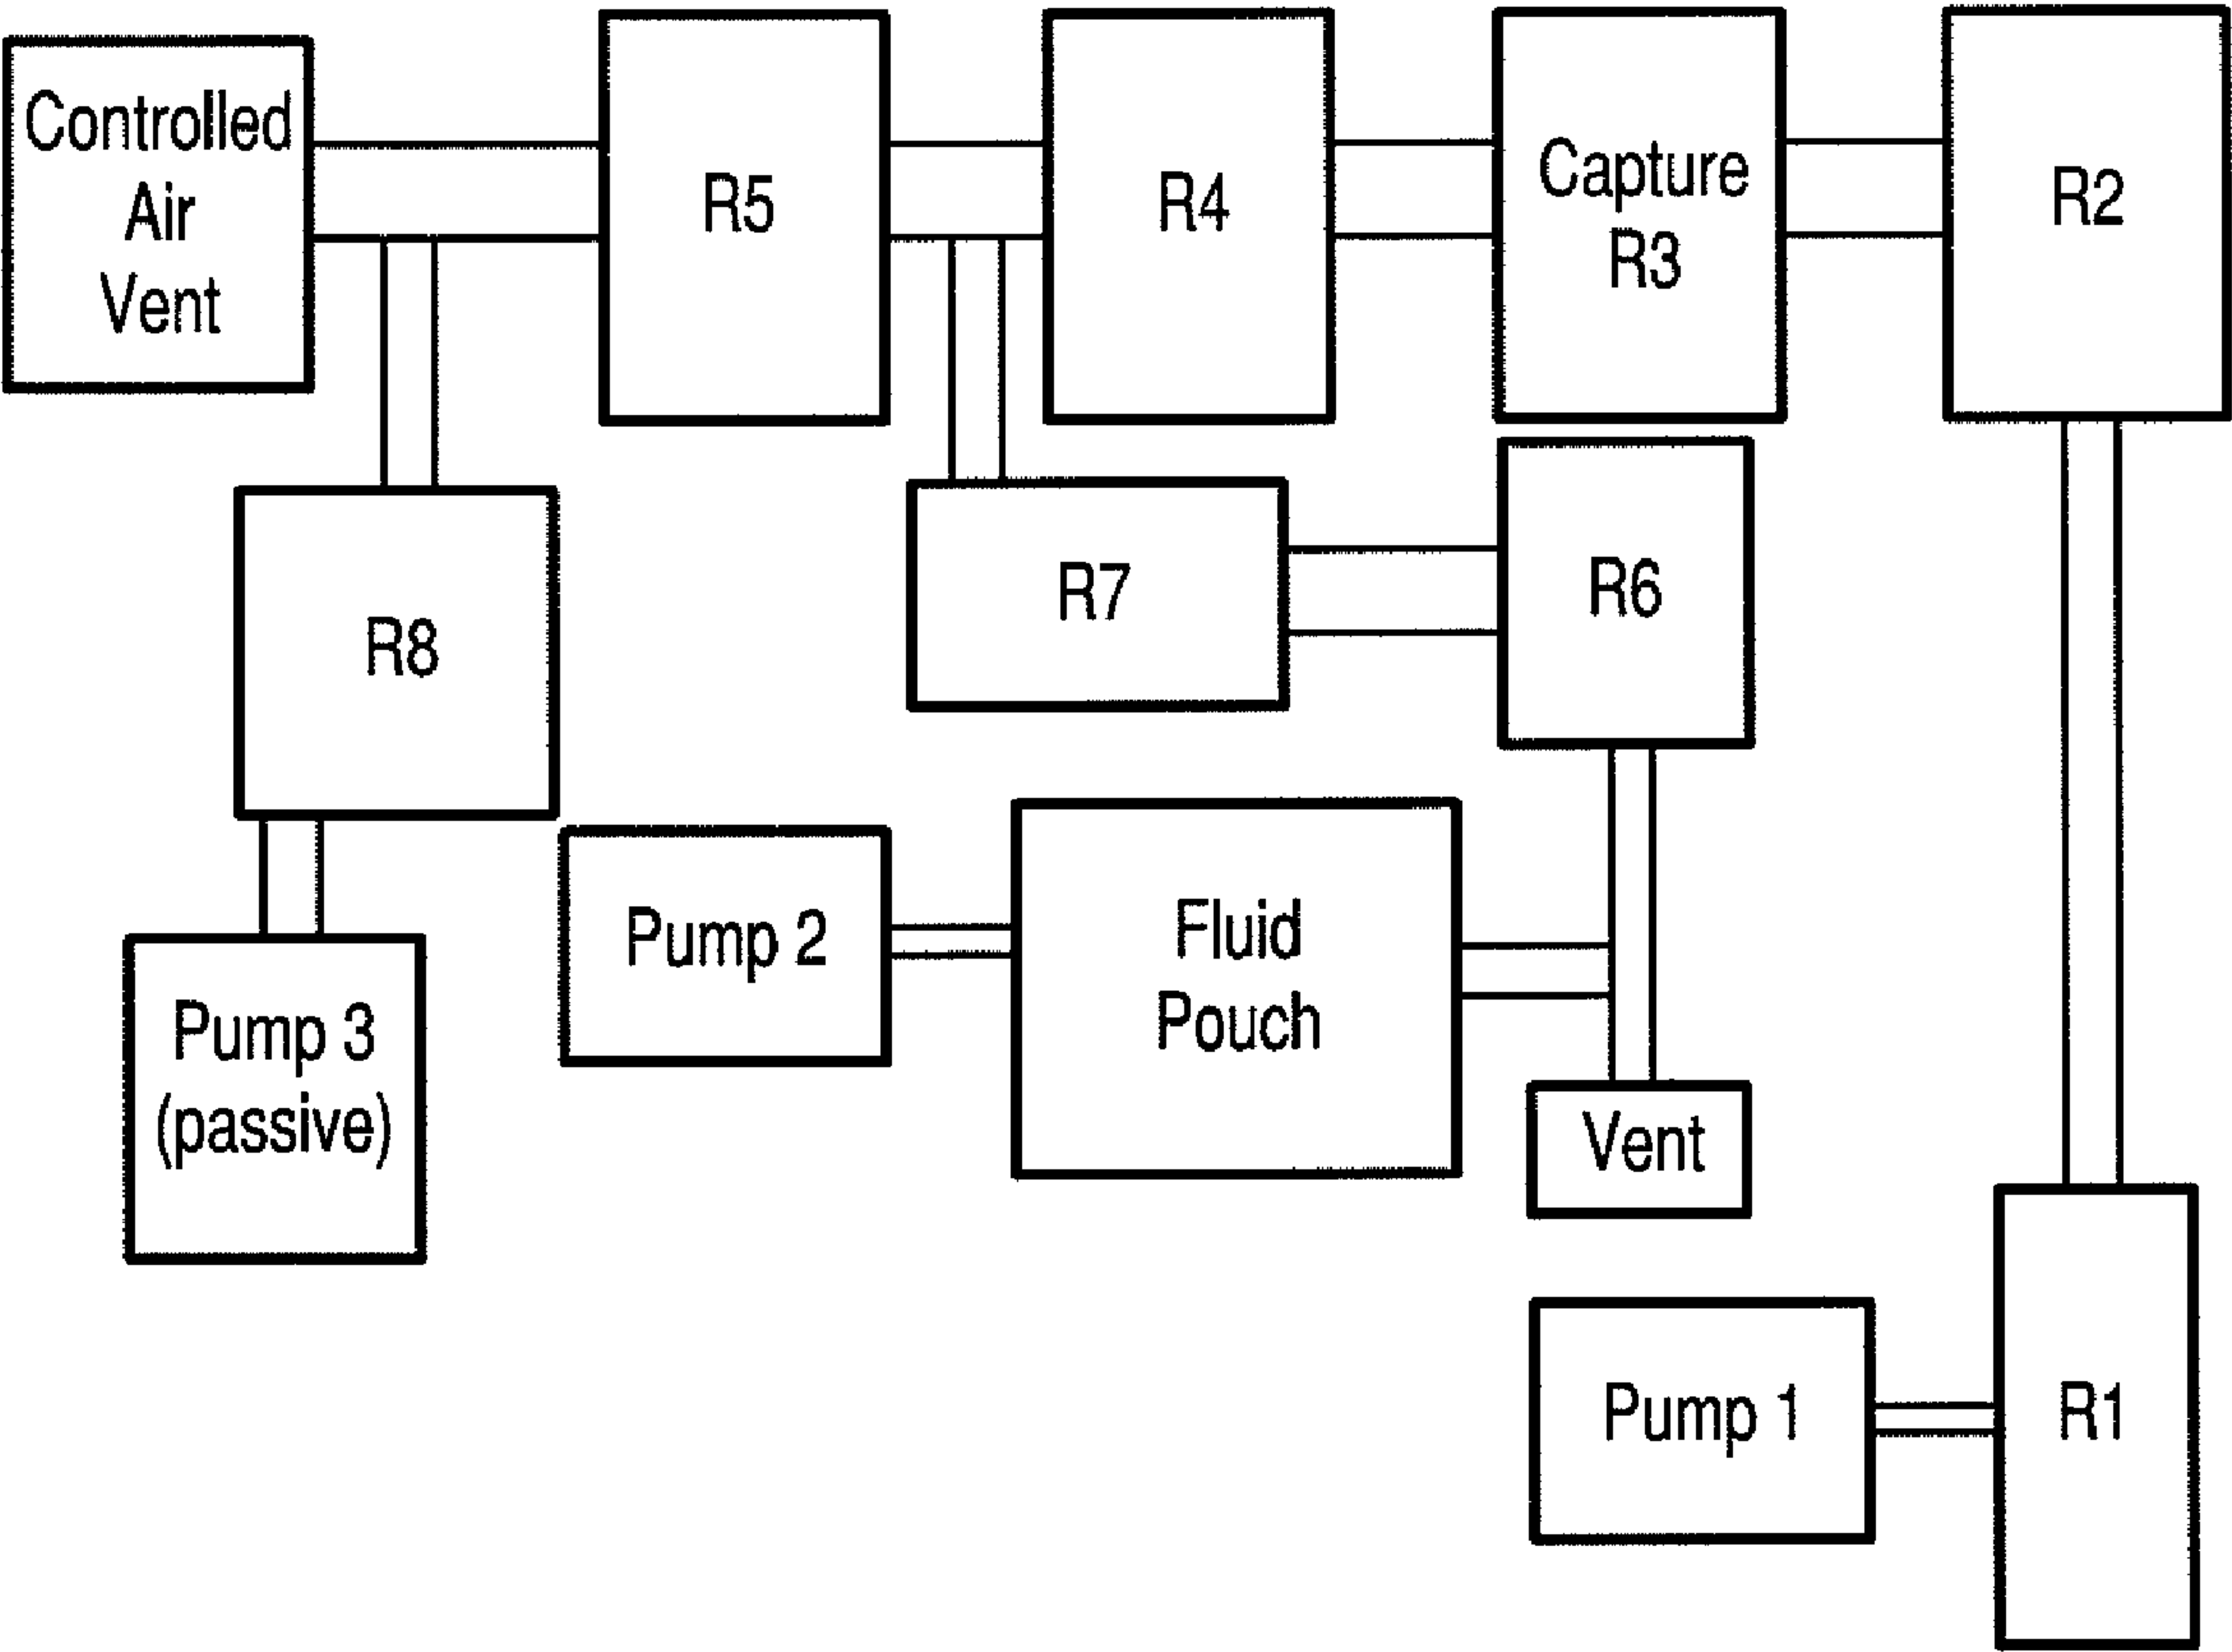 Controlled
Air
Vent
R5
R4
Capture
R3
R2
R8
R7
R6
Pump 3
(passive)
Pump 2
Fluid
Pouch
Vent
Pump 1
R1